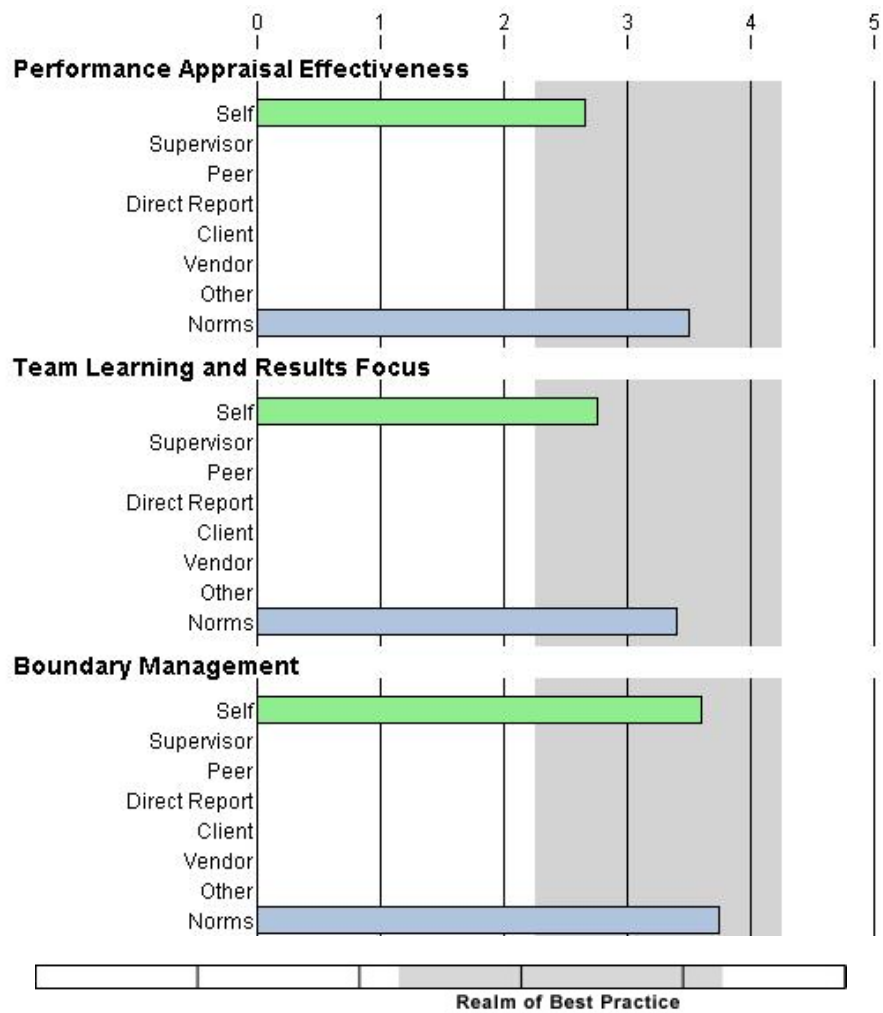 0 1 2 3 4 5
Performance Appraisal Effectiveness
Self
Supervisor
Peer
Direct Report
Client
Vendor
Other
Norms
Team Learning and Results Focus
Self
Supervisor
Peer
Direct Report
Client
Vendor
Other
Norms
Boundary Management
Self
Supervisor
Peer
Direct Report
Client
Vendor
Other
Norms
Realm of Best Practice